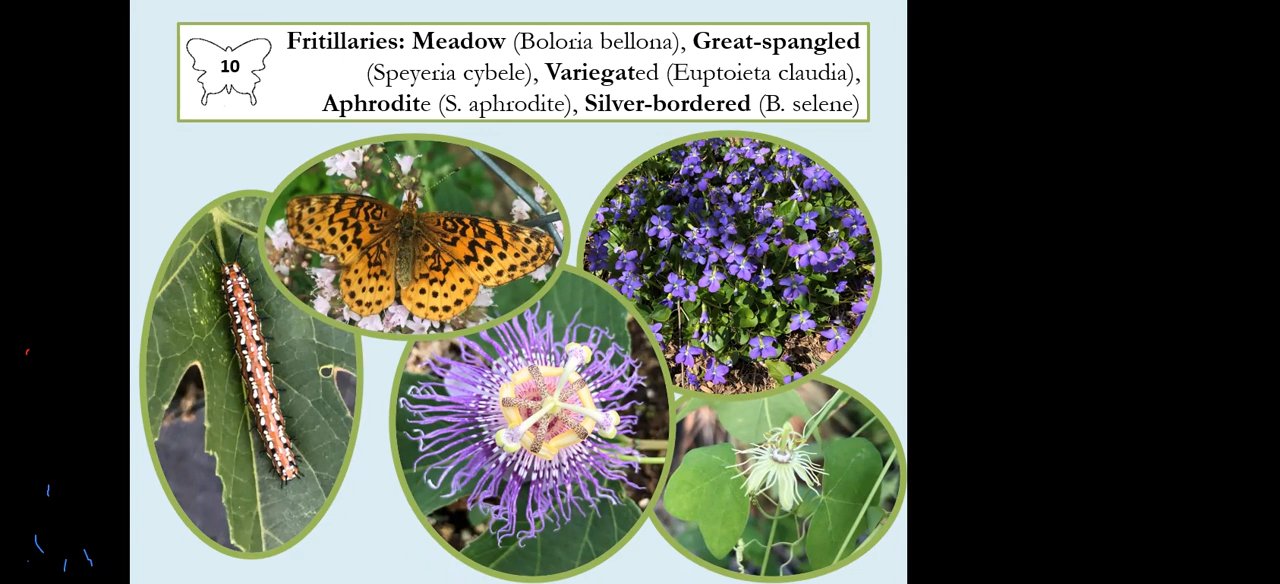 10
Fritillaries: Meadow (Boloria bellona), Great-spangled
(Speyeria cybele), Variegated (Euptoieta claudia),
Aphrodite (S. aphrodite), Silver-bordered (B. selene)